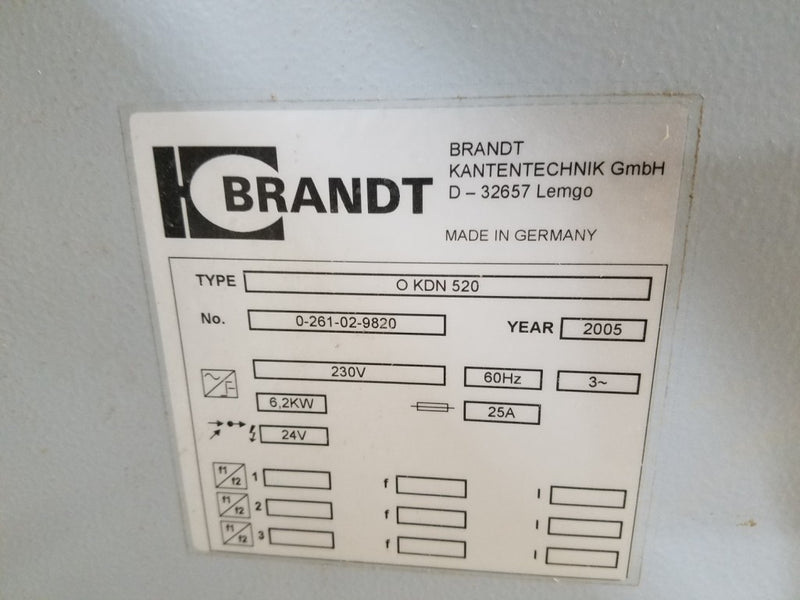 BRANDT
BRANDT
KANTENTECHNIK GmbH
D – 32657 Lemgo
MADE IN GERMANY
TYPE O KDN 520
No. 0-261-02-9820 YEAR 2005
230V 60Hz 3~
6,2KW 25A
24V
f1/f2 1 f I
f1/f2 2 f I
f1/f2 3 f I